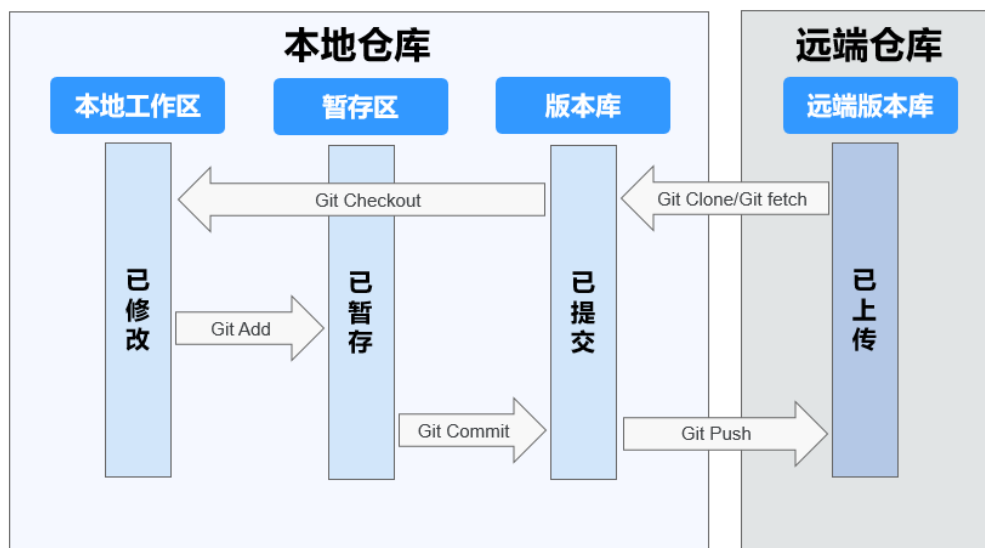 本地仓库
远端仓库
本地工作区
暂存区
版本库
远端版本库
Git Checkout
Git Clone/Git fetch
已修改
已暂存
已提交
已上传
Git Add
Git Commit
Git Push